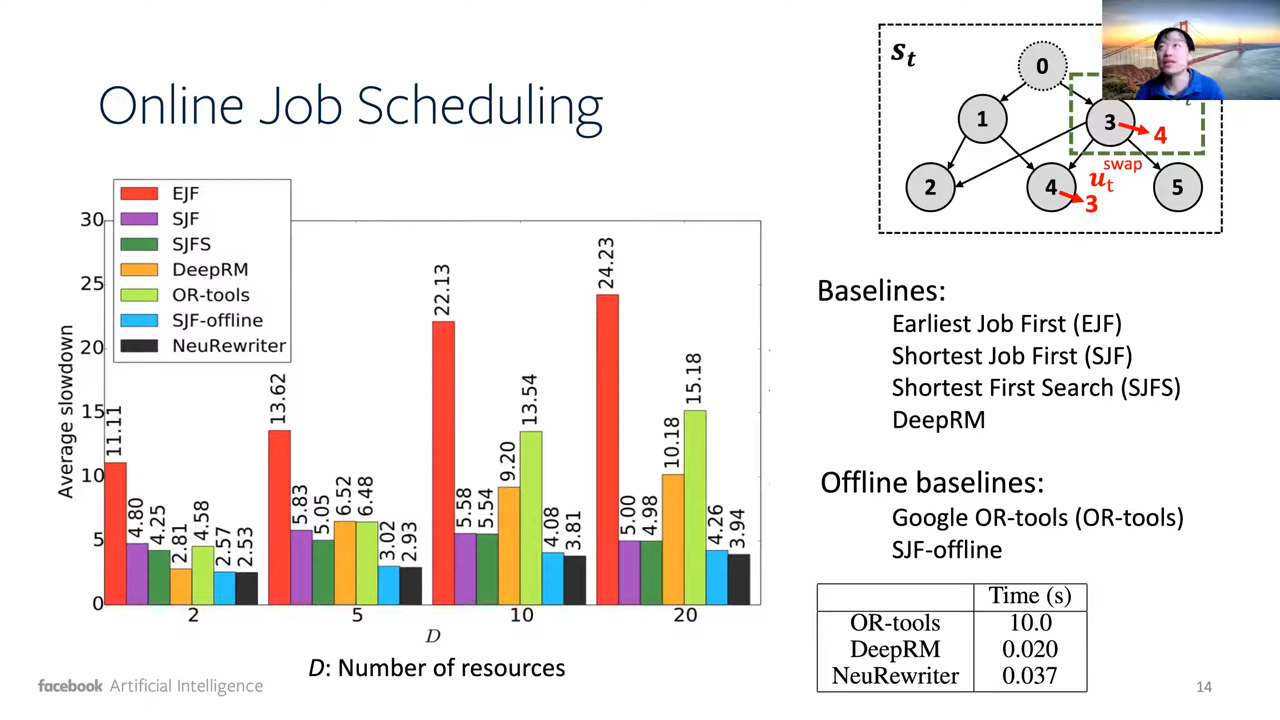 Online Job Scheduling
EJF
SJF
SJFS
DeepRM
OR-tools
SJF-offline
NeuRewriter
Average slowdown
30
25
20
15
10
5
0
11.11
4.80
4.25
2.81
4.58
2.57
2.53
13.62
5.83
5.05
6.52
6.48
3.02
2.93
22.13
5.58
5.54
9.20
13.54
4.08
3.81
24.23
5.00
4.98
10.18
15.18
4.26
3.94
2 5 10 20
D
D: Number of resources
s_t
0
1
3
4
2
4
3
5
swap
u_t
t
Baselines:
Earliest Job First (EJF)
Shortest Job First (SJF)
Shortest First Search (SJFS)
DeepRM
Offline baselines:
Google OR-tools (OR-tools)
SJF-offline
Time (s)
OR-tools 10.0
DeepRM 0.020
NeuRewriter 0.037
facebook Artificial Intelligence
14